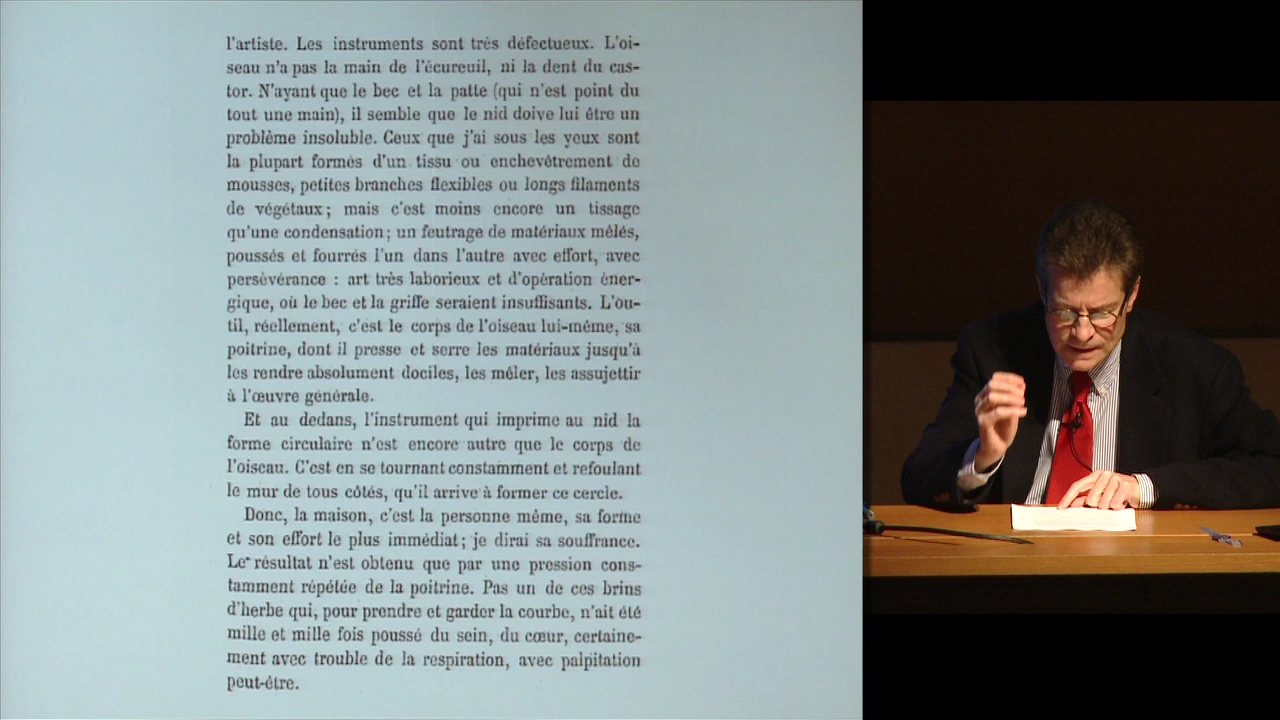 l'artiste. Les instruments sont très défectueux. L'oi-
seau n'a pas la main de l'écureuil, ni la dent du cas-
tor. N'ayant que le bec et la patte (qui n'est point du
tout une main), il semble que le nid doive lui être un
problème insoluble. Ceux que j'ai sous les yeux sont
la plupart formés d'un tissu ou enchevêtrement de
mousses, petites branches flexibles ou longs filaments
de végétaux; mais c'est moins encore un tissage
qu'une condensation; un feutrage de matériaux mêlés,
poussés et fourrés l'un dans l'autre avec effort, avec
persévérance : art très laborieux et d'opération éner-
gique, où le bec et la griffe seraient insuffisants. L'ou-
til, réellement, c'est le corps de l'oiseau lui-même, sa
poitrine, dont il presse et serre les matériaux jusqu'à
les rendre absolument dociles, les mêler, les assujettir
à l'œuvre générale.
Et au dedans, l'instrument qui imprime au nid la
forme circulaire n'est encore autre que le corps de
l'oiseau. C'est en se tournant constamment et refoulant
le mur de tous côtés, qu'il arrive à former ce cercle.
Donc, la maison, c'est la personne même, sa forme
et son effort le plus immédiat; je dirai sa souffrance.
Le résultat n'est obtenu que par une pression cons-
tamment répétée de la poitrine. Pas un de ces brins
d'herbe qui, pour prendre et garder la courbe, n'ait été
mille et mille fois poussé du sein, du cœur, certaine-
ment avec trouble de la respiration, avec palpitation
peut-être.